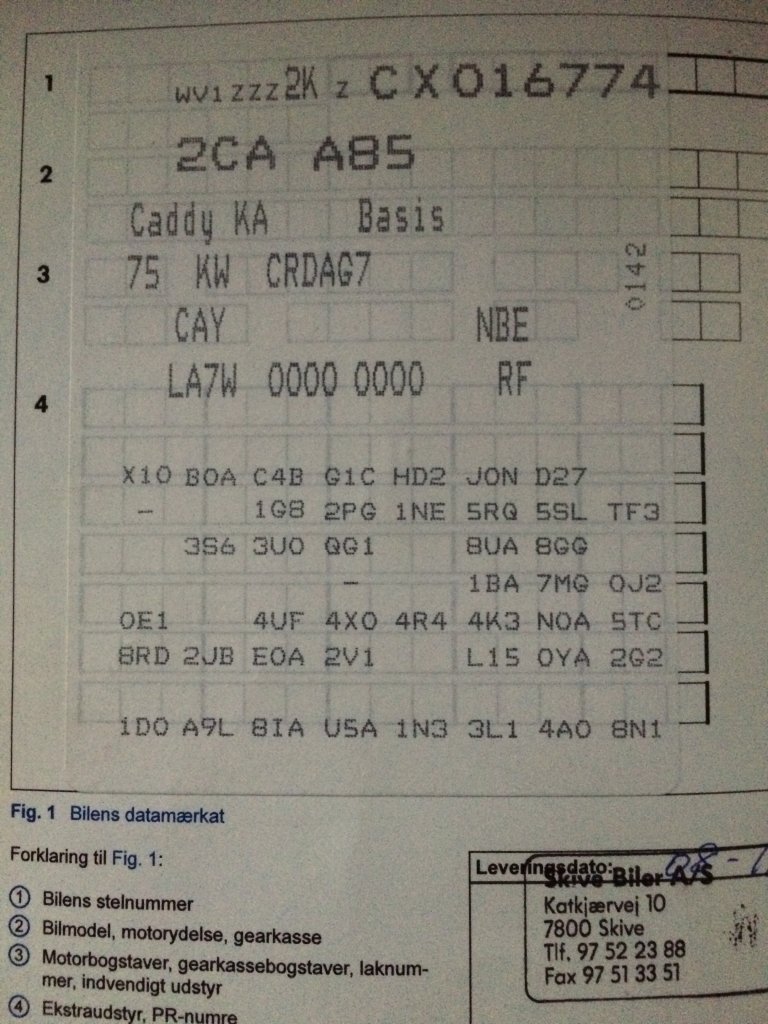 1 WV1ZZZ2K Z CX016774
2 2CA A85
Caddy KA Basis
3 75 KW CRDAG7 0142
CAY NBE
4 LA7W 0000 0000 RF
X10 B0A C4B G1C HD2 J0N D27
- 1G8 2PG 1NE 5RQ 5SL TF3
3S6 3U0 QG1 8UA 8GG
- 1BA 7MG 0J2
0E1 4UF 4X0 4R4 4K3 N0A 5TC
8RD 2JB E0A 2V1 L15 0YA 2G2
1D0 A9L 8IA U5A 1N3 3L1 4A0 8N1
Fig. 1 Bilens datamærkat
Forklaring til Fig. 1:
1 Bilens stelnummer
2 Bilmodel, motorydelse, gearkasse
3 Motorbogstaver, gearkassebogstaver, laknum-
mer, indvendigt udstyr
4 Ekstraudstyr, PR-numre
Leveringsdato:
Skive Biler A/S
Katkjærvej 10
7800 Skive
Tlf. 97 52 23 88
Fax 97 51 33 51